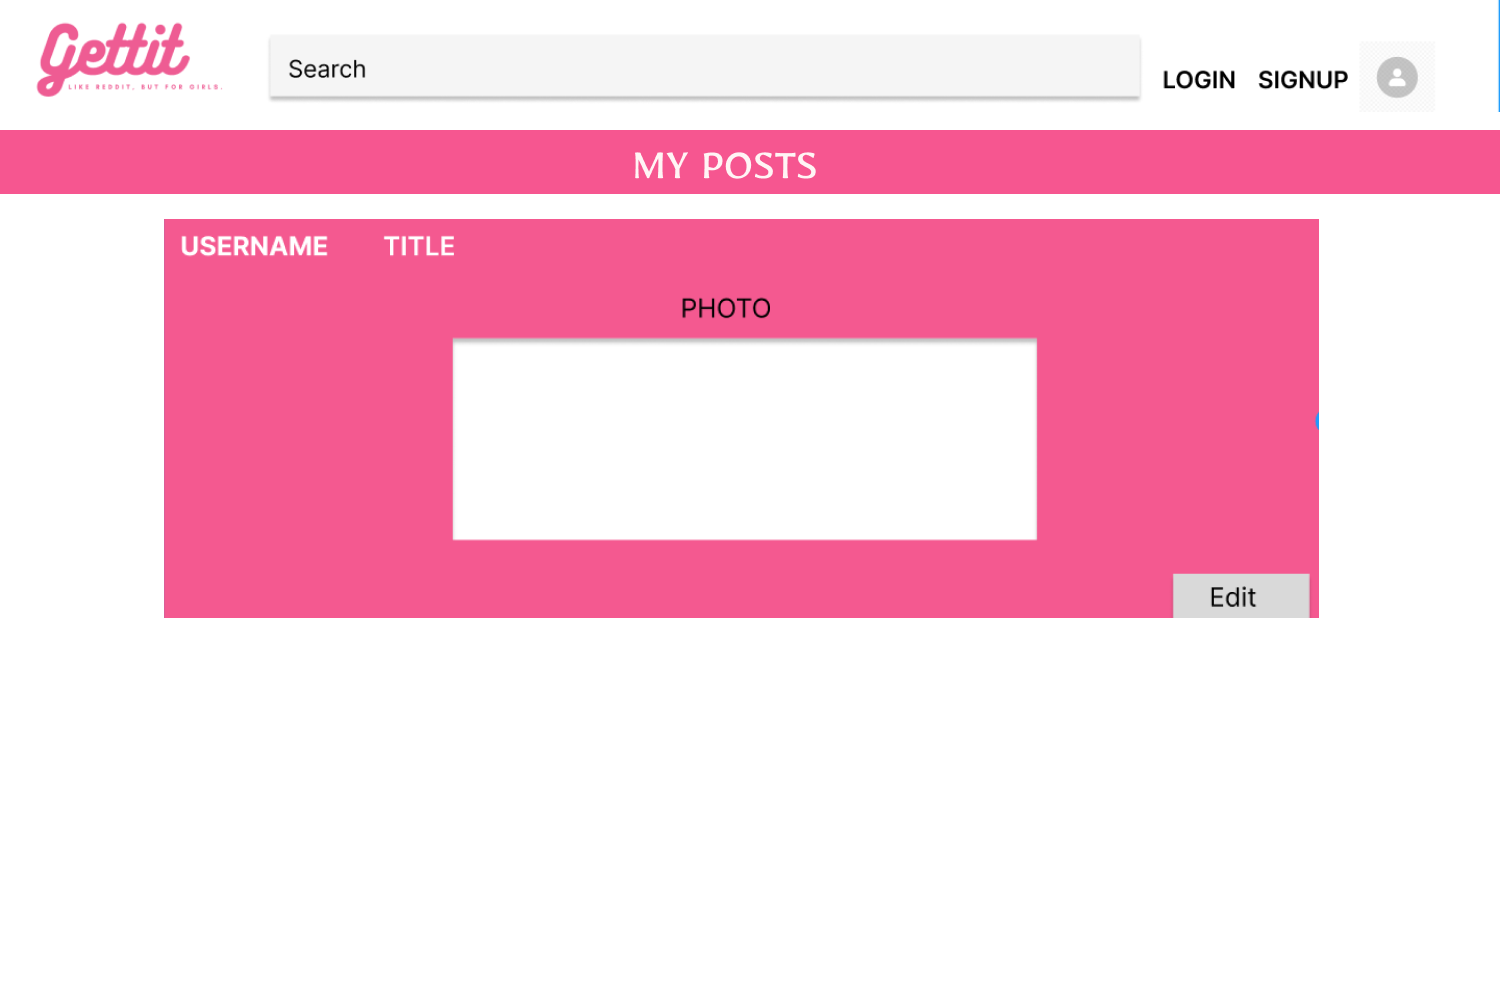 Gettit
LIKE REDDIT, BUT FOR GIRLS.
Search
LOGIN SIGNUP
MY POSTS
USERNAME TITLE
PHOTO
Edit